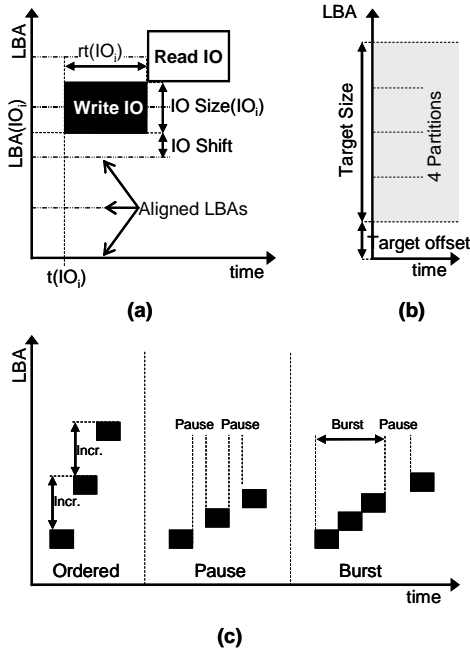 LBA
rt(IOi)
Read IO
Write IO
IO Size(IOi)
LBA(IOi)
IO Shift
Aligned LBAs
time
t(IOi)
(a)
LBA
Target Size
4 Partitions
Target offset
time
(b)
LBA
Incr.
Incr.
Pause
Pause
Burst
Pause
Ordered
Pause
Burst
time
(c)